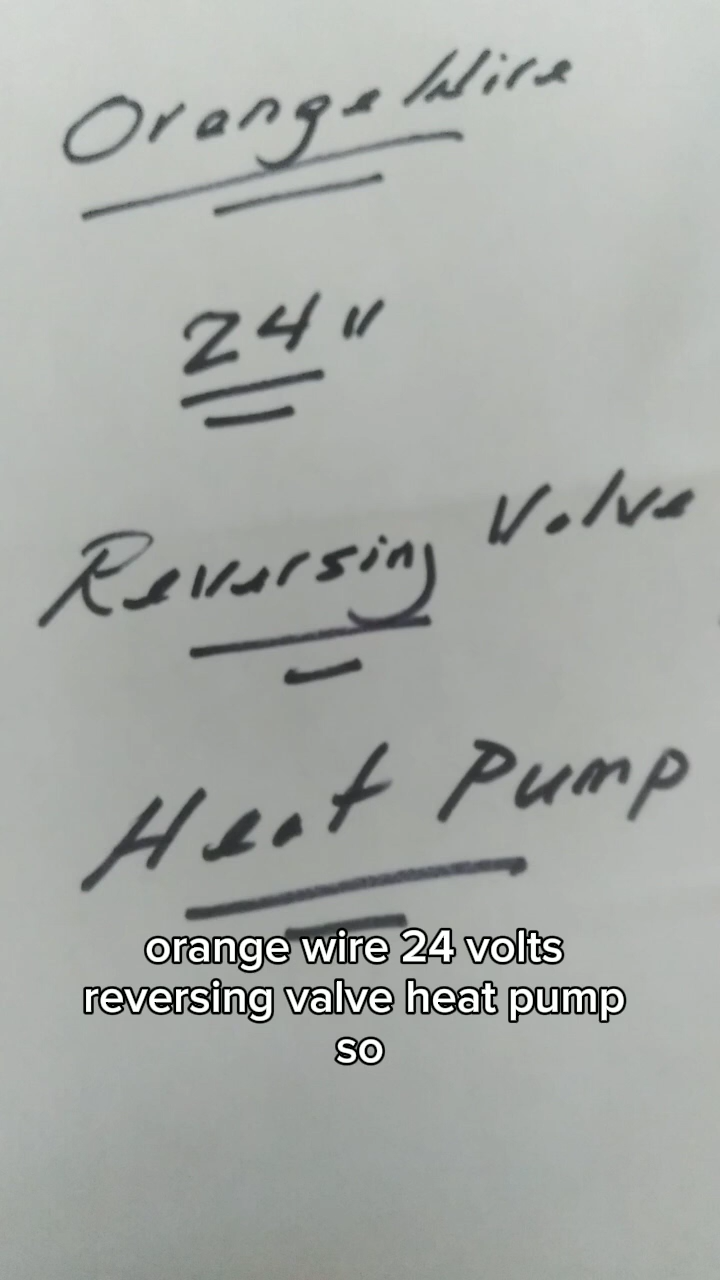 Orange Wire
24 "
Reversing Valve
Heat Pump
orange wire 24 volts
reversing valve heat pump
so